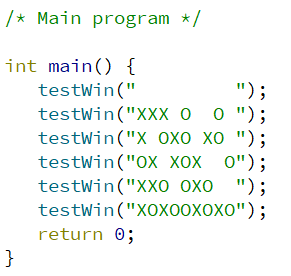 /* Main program */
int main() {
   testWin("         ");
   testWin("XXX O  O ");
   testWin("X OXO XO ");
   testWin("OX XOX  O");
   testWin("XXO OXO  ");
   testWin("XOXOOXOXO");
   return 0;
}